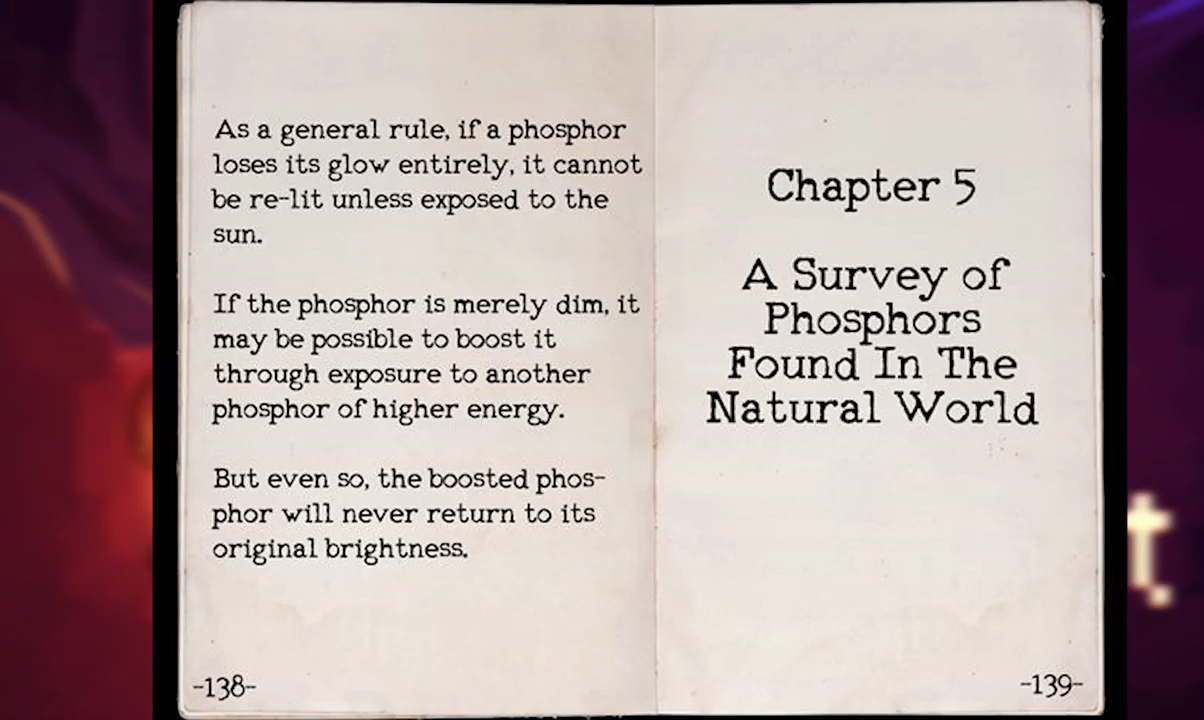 As a general rule, if a phosphor
loses its glow entirely, it cannot
be re-lit unless exposed to the
sun.
If the phosphor is merely dim, it
may be possible to boost it
through exposure to another
phosphor of higher energy.
But even so, the boosted phos-
phor will never return to its
original brightness.
-138-
Chapter 5
A Survey of
Phosphors
Found In The
Natural World
-139-
t.